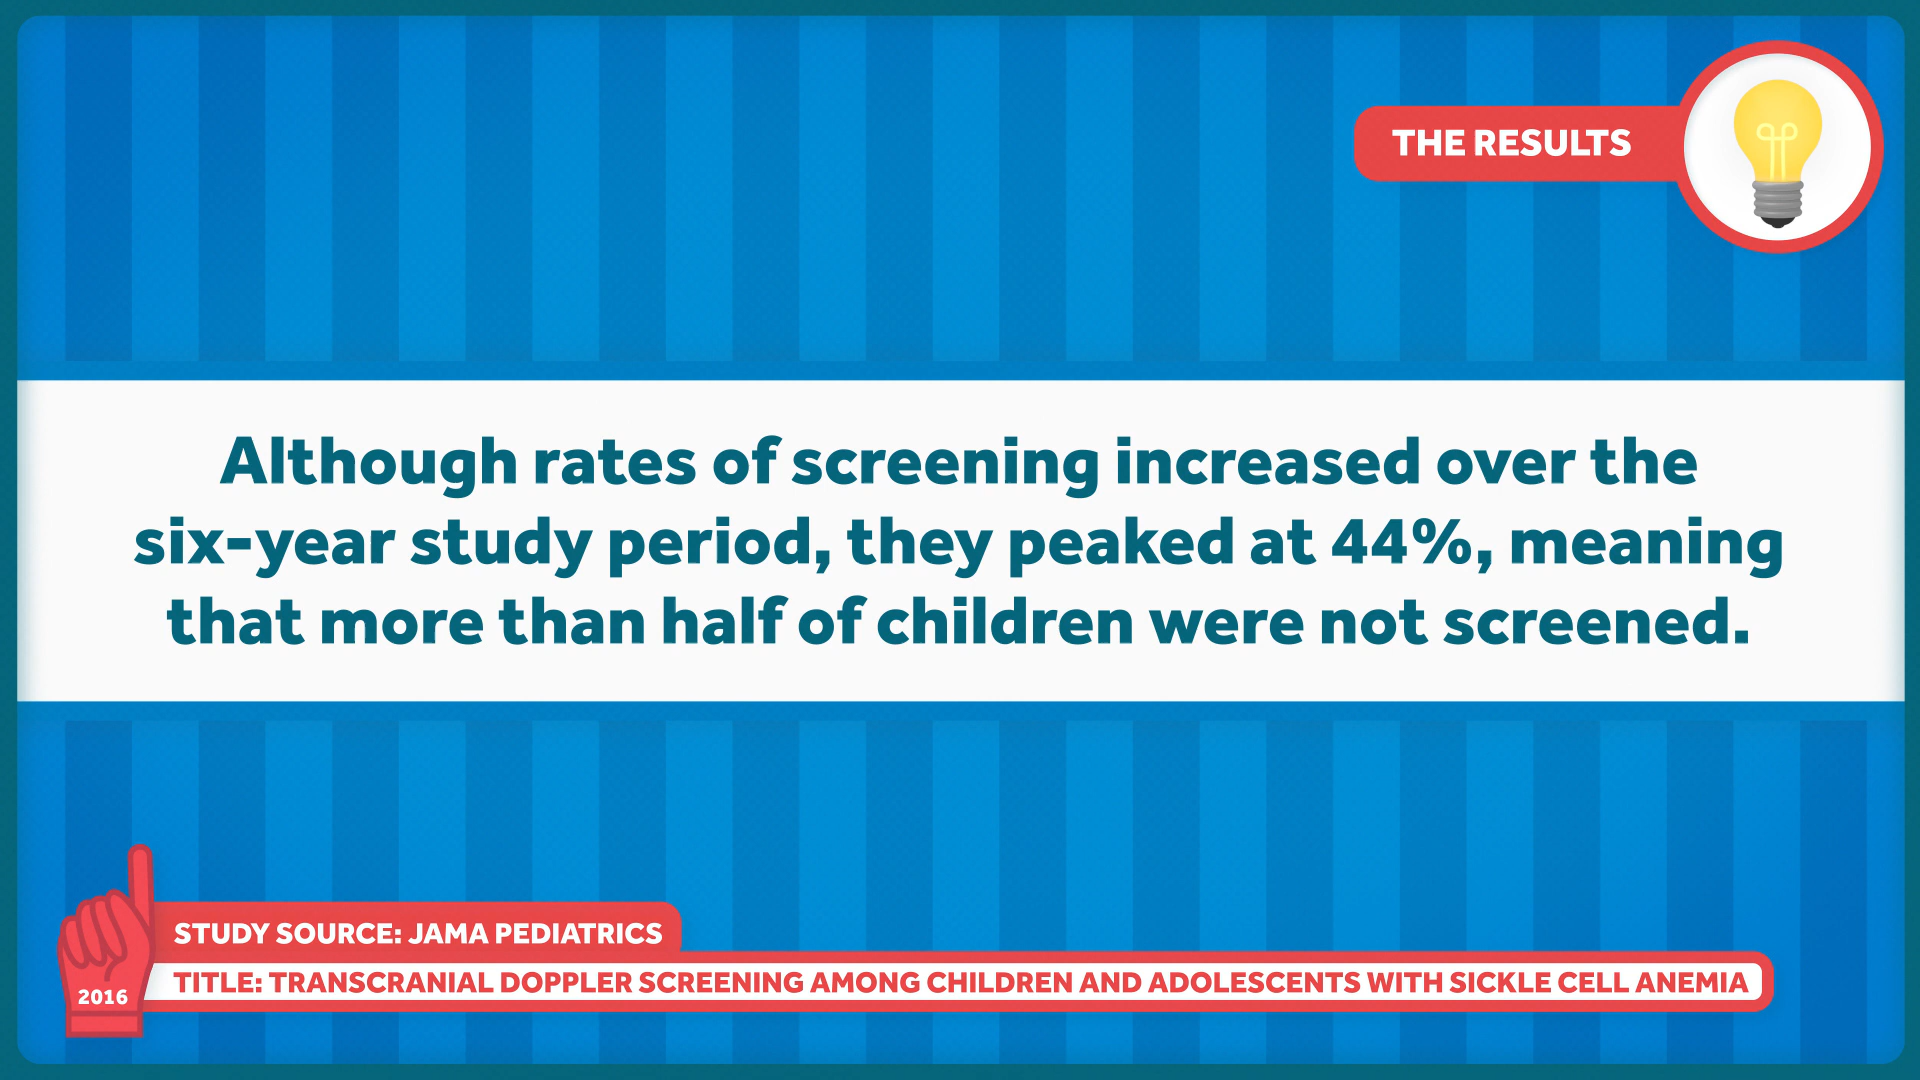 THE RESULTS
Although rates of screening increased over the
six-year study period, they peaked at 44%, meaning
that more than half of children were not screened.
STUDY SOURCE: JAMA PEDIATRICS
TITLE: TRANSCRANIAL DOPPLER SCREENING AMONG CHILDREN AND ADOLESCENTS WITH SICKLE CELL ANEMIA
2016